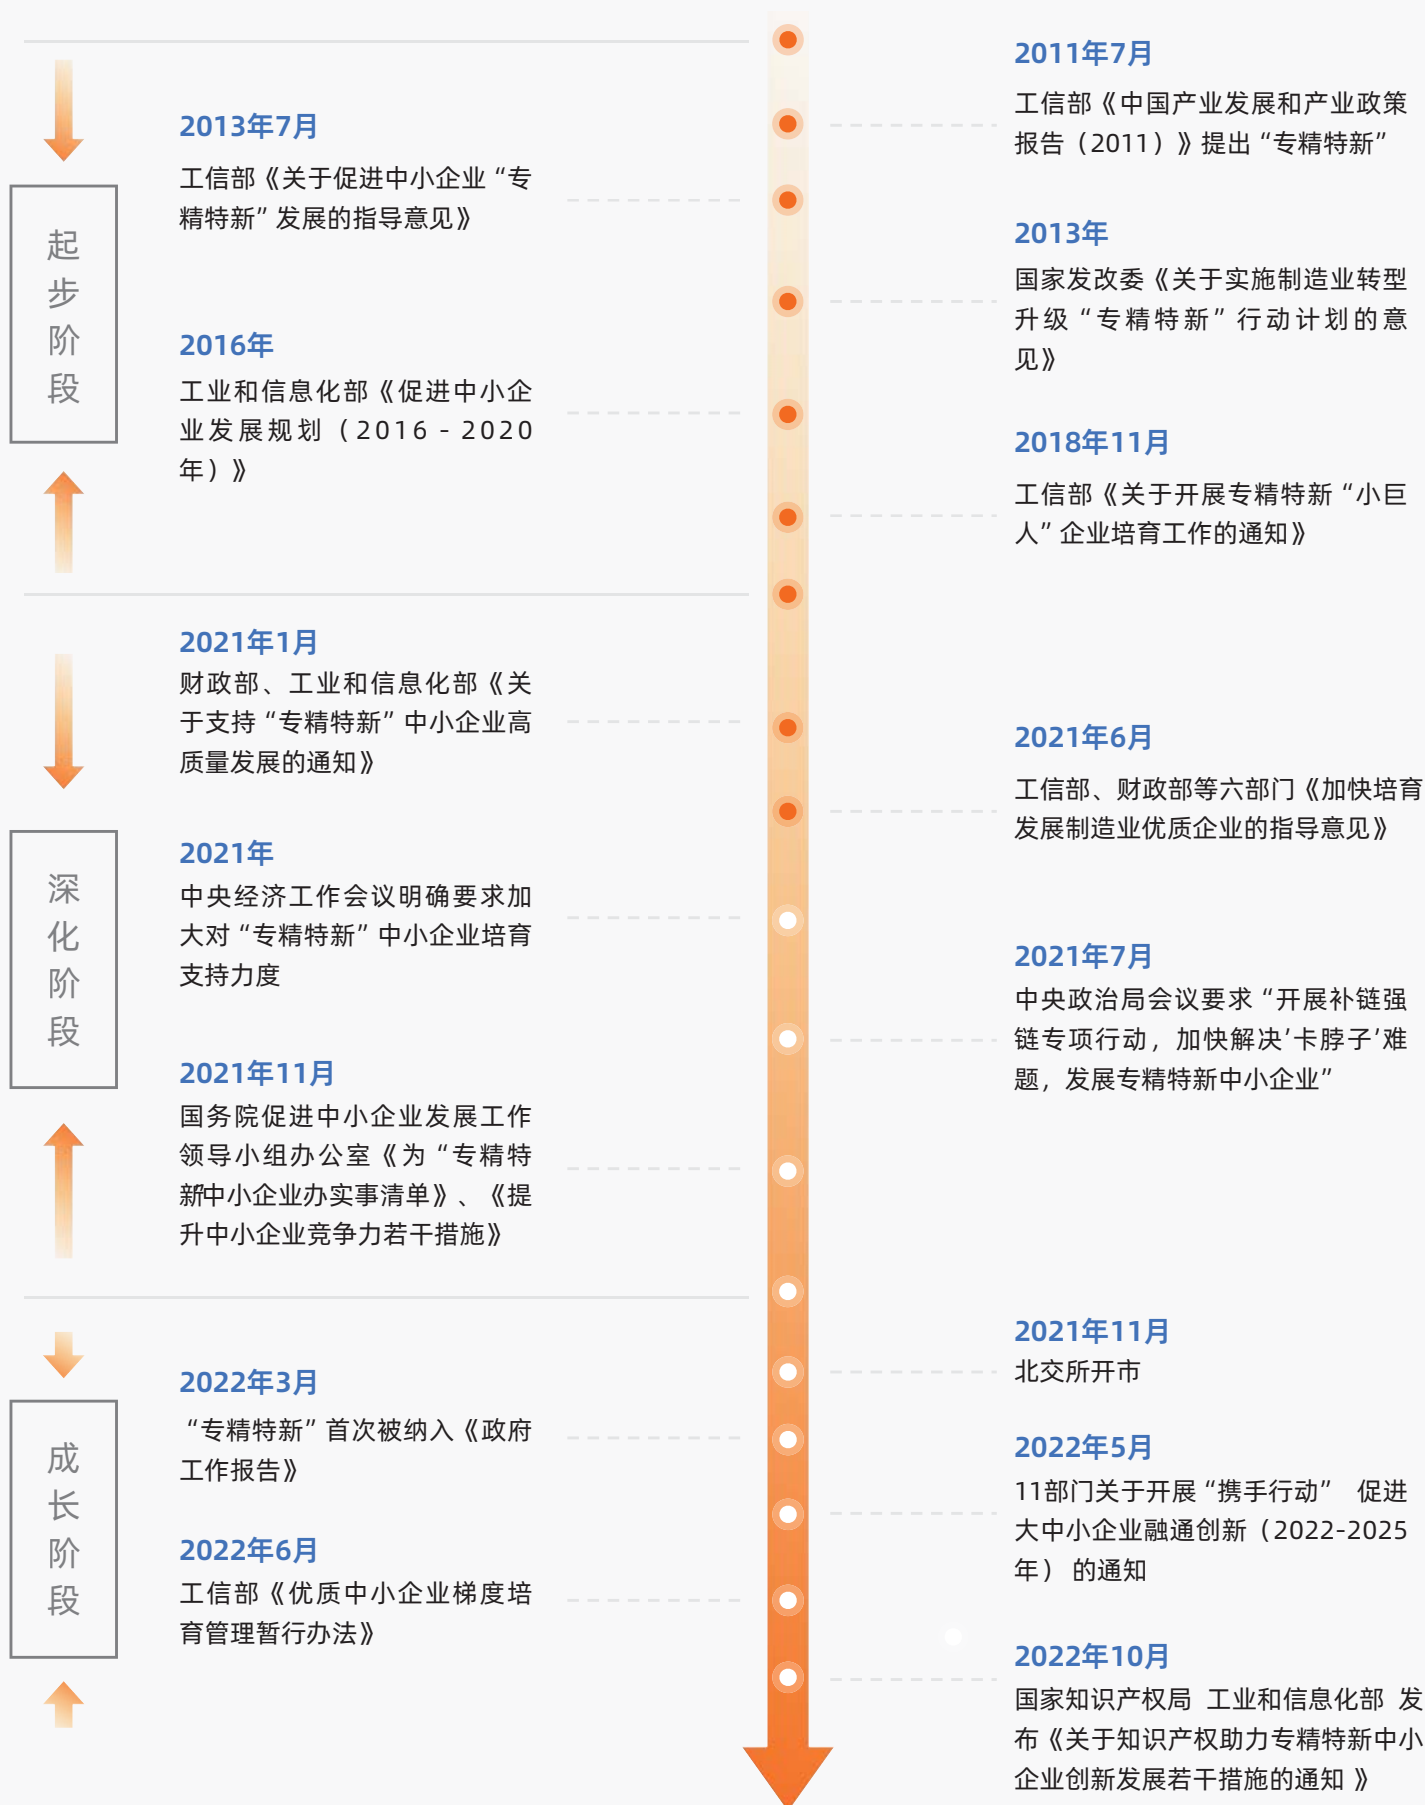 2011年7月
工信部《中国产业发展和产业政策
报告（2011）》提出“专精特新”
2013年7月
工信部《关于促进中小企业“专
精特新”发展的指导意见》
2013年
国家发改委《关于实施制造业转型
升级“专精特新”行动计划的意
见》
起
步
阶
段
2016年
工业和信息化部《促进中小企
业发展规划（2016-2020
年）》
2018年11月
工信部《关于开展专精特新“小巨
人”企业培育工作的通知》
2021年1月
财政部、工业和信息化部《关
于支持“专精特新”中小企业高
质量发展的通知》
2021年6月
工信部、财政部等六部门《加快培育
发展制造业优质企业的指导意见》
深
化
阶
段
2021年
中央经济工作会议明确要求加
大对“专精特新”中小企业培育
支持力度
2021年7月
中央政治局会议要求“开展补链强
链专项行动，加快解决’卡脖子’难
题，发展专精特新中小企业”
2021年11月
国务院促进中小企业发展工作
领导小组办公室《为“专精特
新”中小企业办实事清单》、《提
升中小企业竞争力若干措施》
2021年11月
北交所开市
成
长
阶
段
2022年3月
“专精特新”首次被纳入《政府
工作报告》
2022年5月
11部门关于开展“携手行动” 促进
大中小企业融通创新（2022-2025
年） 的通知
2022年6月
工信部《优质中小企业梯度培
育管理暂行办法》
2022年10月
国家知识产权局 工业和信息化部 发
布《关于知识产权助力专精特新中小
企业创新发展若干措施的通知 》